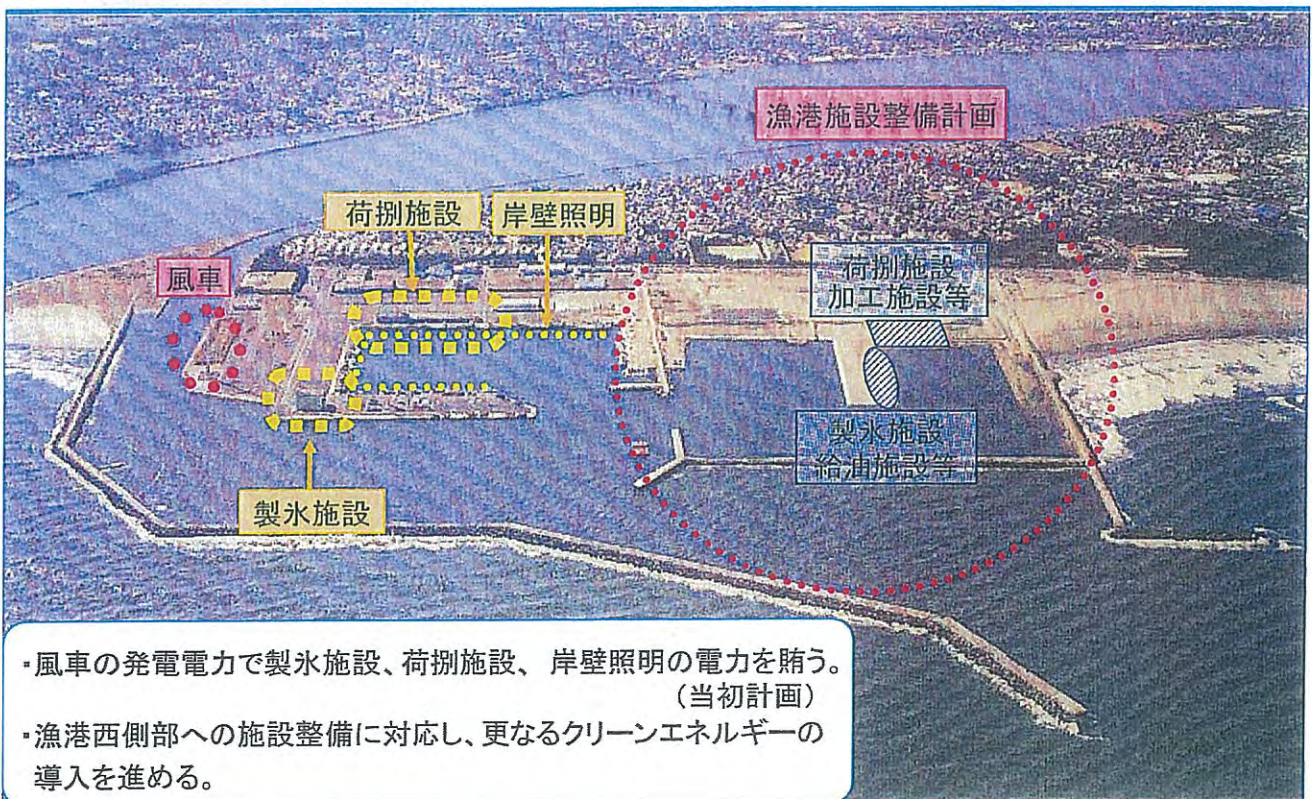 漁港施設整備計画
荷捌施設
岸壁照明
風車
荷捌施設
加工施設等
製氷施設
給油施設等
製氷施設
・風車の発電電力で製氷施設、荷捌施設、 岸壁照明の電力を賄う。
(当初計画)
・漁港西側部への施設整備に対応し、更なるクリーンエネルギーの
導入を進める。